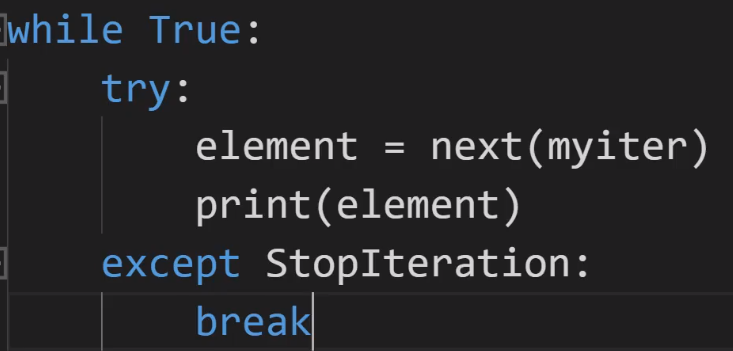 while True:
    try:
        element = next(myiter)
        print(element)
    except StopIteration:
        break